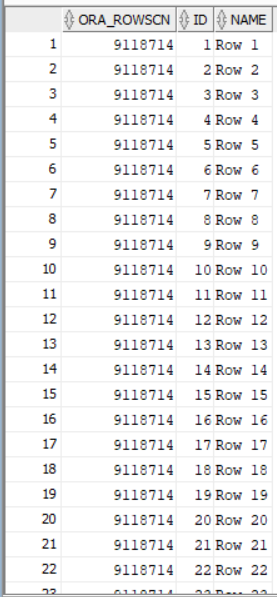 ORA_ROWSCN ID NAME
1 9118714 1 Row 1
2 9118714 2 Row 2
3 9118714 3 Row 3
4 9118714 4 Row 4
5 9118714 5 Row 5
6 9118714 6 Row 6
7 9118714 7 Row 7
8 9118714 8 Row 8
9 9118714 9 Row 9
10 9118714 10 Row 10
11 9118714 11 Row 11
12 9118714 12 Row 12
13 9118714 13 Row 13
14 9118714 14 Row 14
15 9118714 15 Row 15
16 9118714 16 Row 16
17 9118714 17 Row 17
18 9118714 18 Row 18
19 9118714 19 Row 19
20 9118714 20 Row 20
21 9118714 21 Row 21
22 9118714 22 Row 22